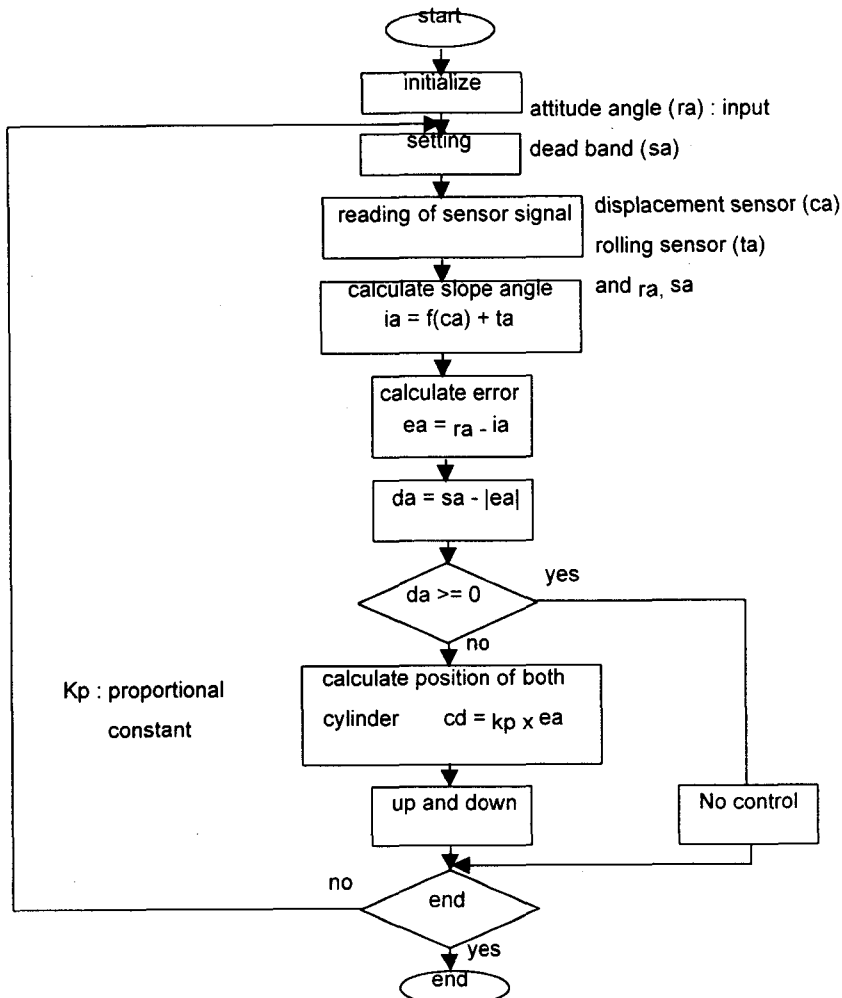 start
initialize
attitude angle (ra) : input
setting
dead band (sa)
reading of sensor signal
displacement sensor (ca)
rolling sensor (ta)
and ra, sa
calculate slope angle
ia = f(ca) + ta
calculate error
ea = ra - ia
da = sa - |ea|
da >= 0
yes
no
calculate position of both
cylinder cd = kp x ea
Kp : proportional
constant
up and down
No control
no
end
yes
end